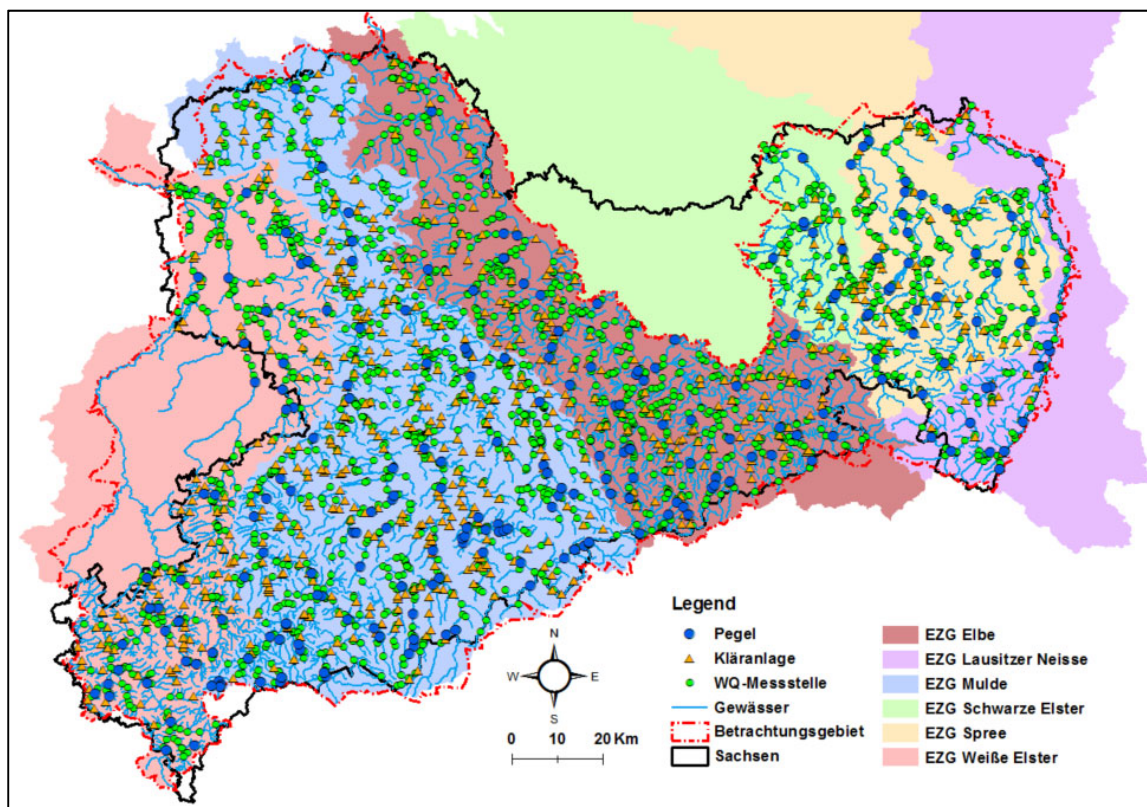 Legend
Pegel
Kläranlage
WQ-Messstelle
Gewässer
Betrachtungsgebiet
Sachsen
EZG Elbe
EZG Lausitzer Neisse
EZG Mulde
EZG Schwarze Elster
EZG Spree
EZG Weiße Elster
N
W E
S
0 10 20 Km